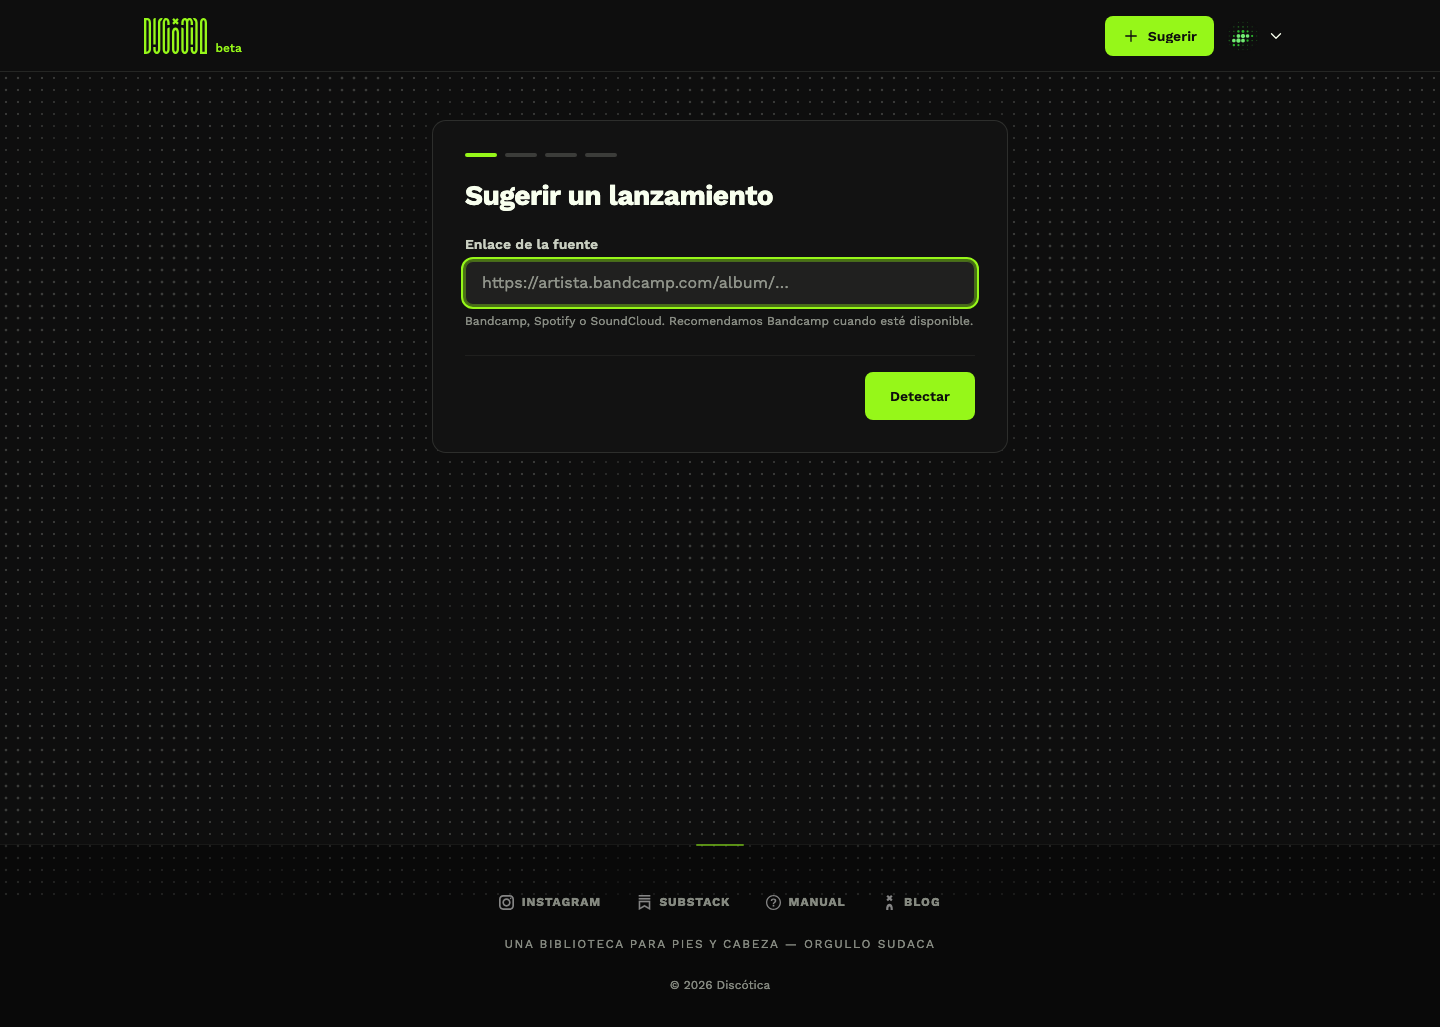 DISCÓTICA beta
Sugerir
Sugerir un lanzamiento
Enlace de la fuente
https://artista.bandcamp.com/album/...
Bandcamp, Spotify o SoundCloud. Recomendamos Bandcamp cuando esté disponible.
Detectar
INSTAGRAM SUBSTACK MANUAL BLOG
UNA BIBLIOTECA PARA PIES Y CABEZA — ORGULLO SUDACA
© 2026 Discótica